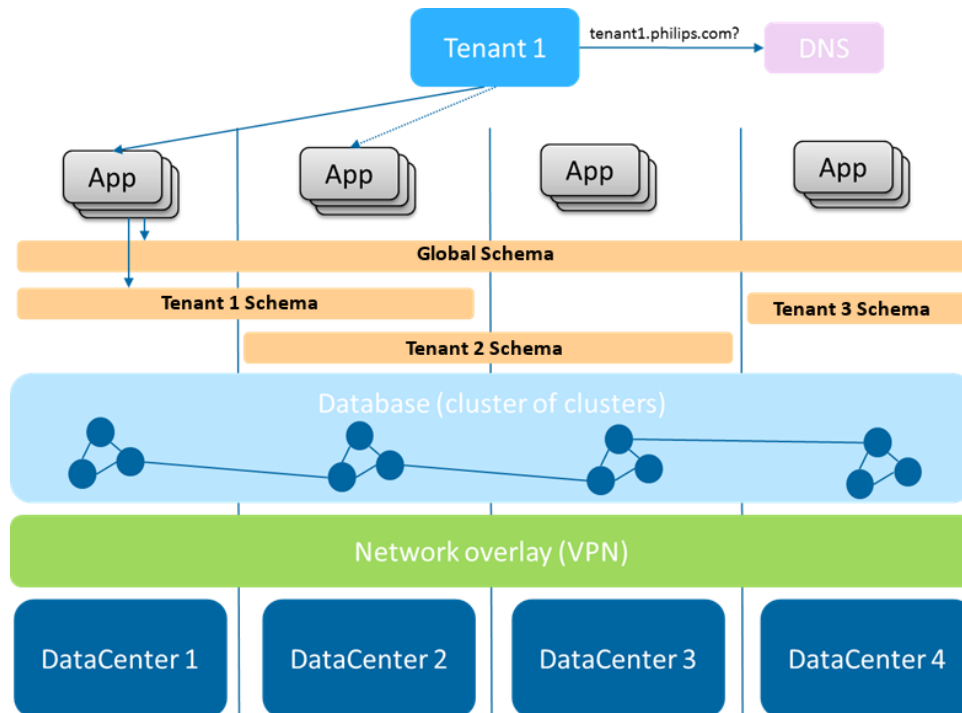 Tenant 1
tenant1.philips.com?
DNS
App
App
App
App
Global Schema
Tenant 1 Schema
Tenant 3 Schema
Tenant 2 Schema
Database (cluster of clusters)
Network overlay (VPN)
DataCenter 1
DataCenter 2
DataCenter 3
DataCenter 4